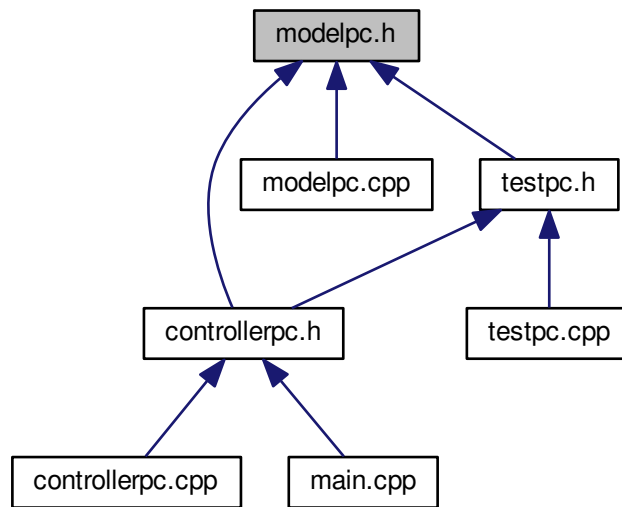 modelpc.h
modelpc.cpp
testpc.h
controllerpc.h
testpc.cpp
controllerpc.cpp
main.cpp